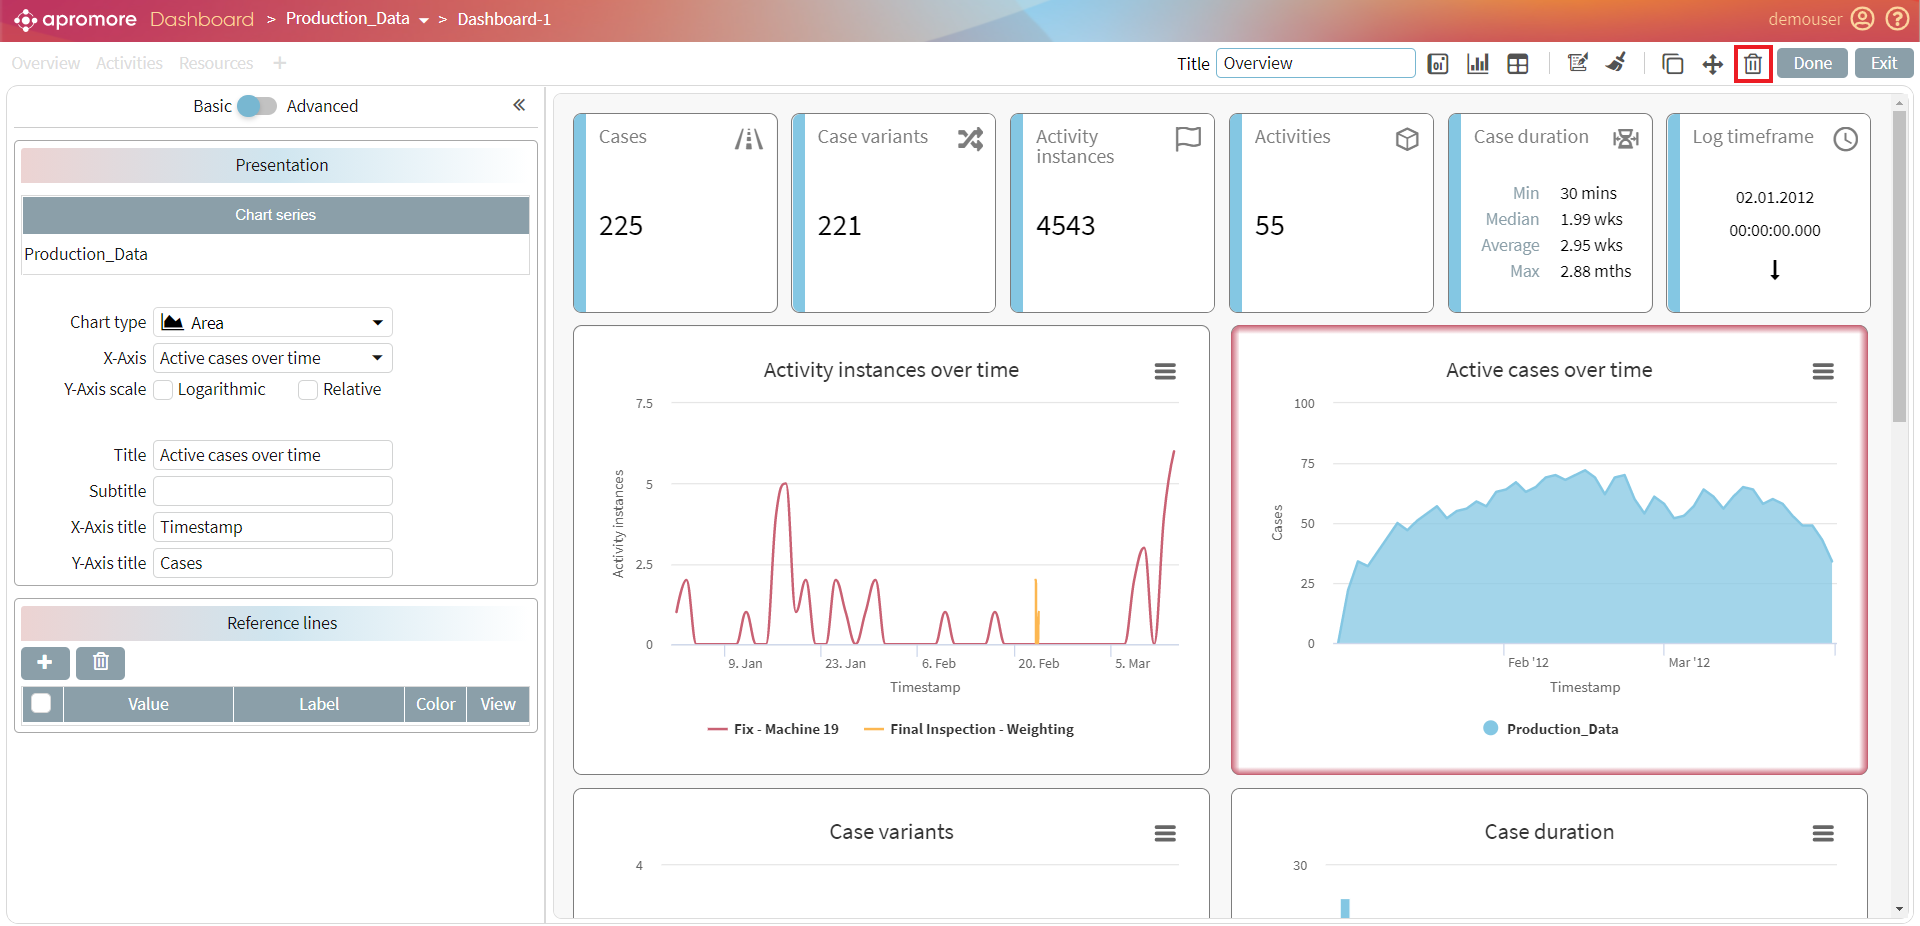 apromore Dashboard > Production_Data > Dashboard-1
demouser
Overview Activities Resources +
Title Overview
Done Exit
Basic Advanced
Presentation
Chart series
Production_Data
Chart type Area
X-Axis Active cases over time
Y-Axis scale Logarithmic Relative
Title Active cases over time
Subtitle
X-Axis title Timestamp
Y-Axis title Cases
Reference lines
Value Label Color View
Cases
225
Case variants
221
Activity
instances
4543
Activities
55
Case duration
Min 30 mins
Median 1.99 wks
Average 2.95 wks
Max 2.88 mths
Log timeframe
02.01.2012
00:00:00.000
Activity instances over time
Activity instances
7.5
5
2.5
0
9. Jan 23. Jan 6. Feb 20. Feb 5. Mar
Timestamp
Fix - Machine 19 Final Inspection - Weighting
Active cases over time
Cases
100
75
50
25
0
Feb '12 Mar '12
Timestamp
Production_Data
Case variants
4
Case duration
30